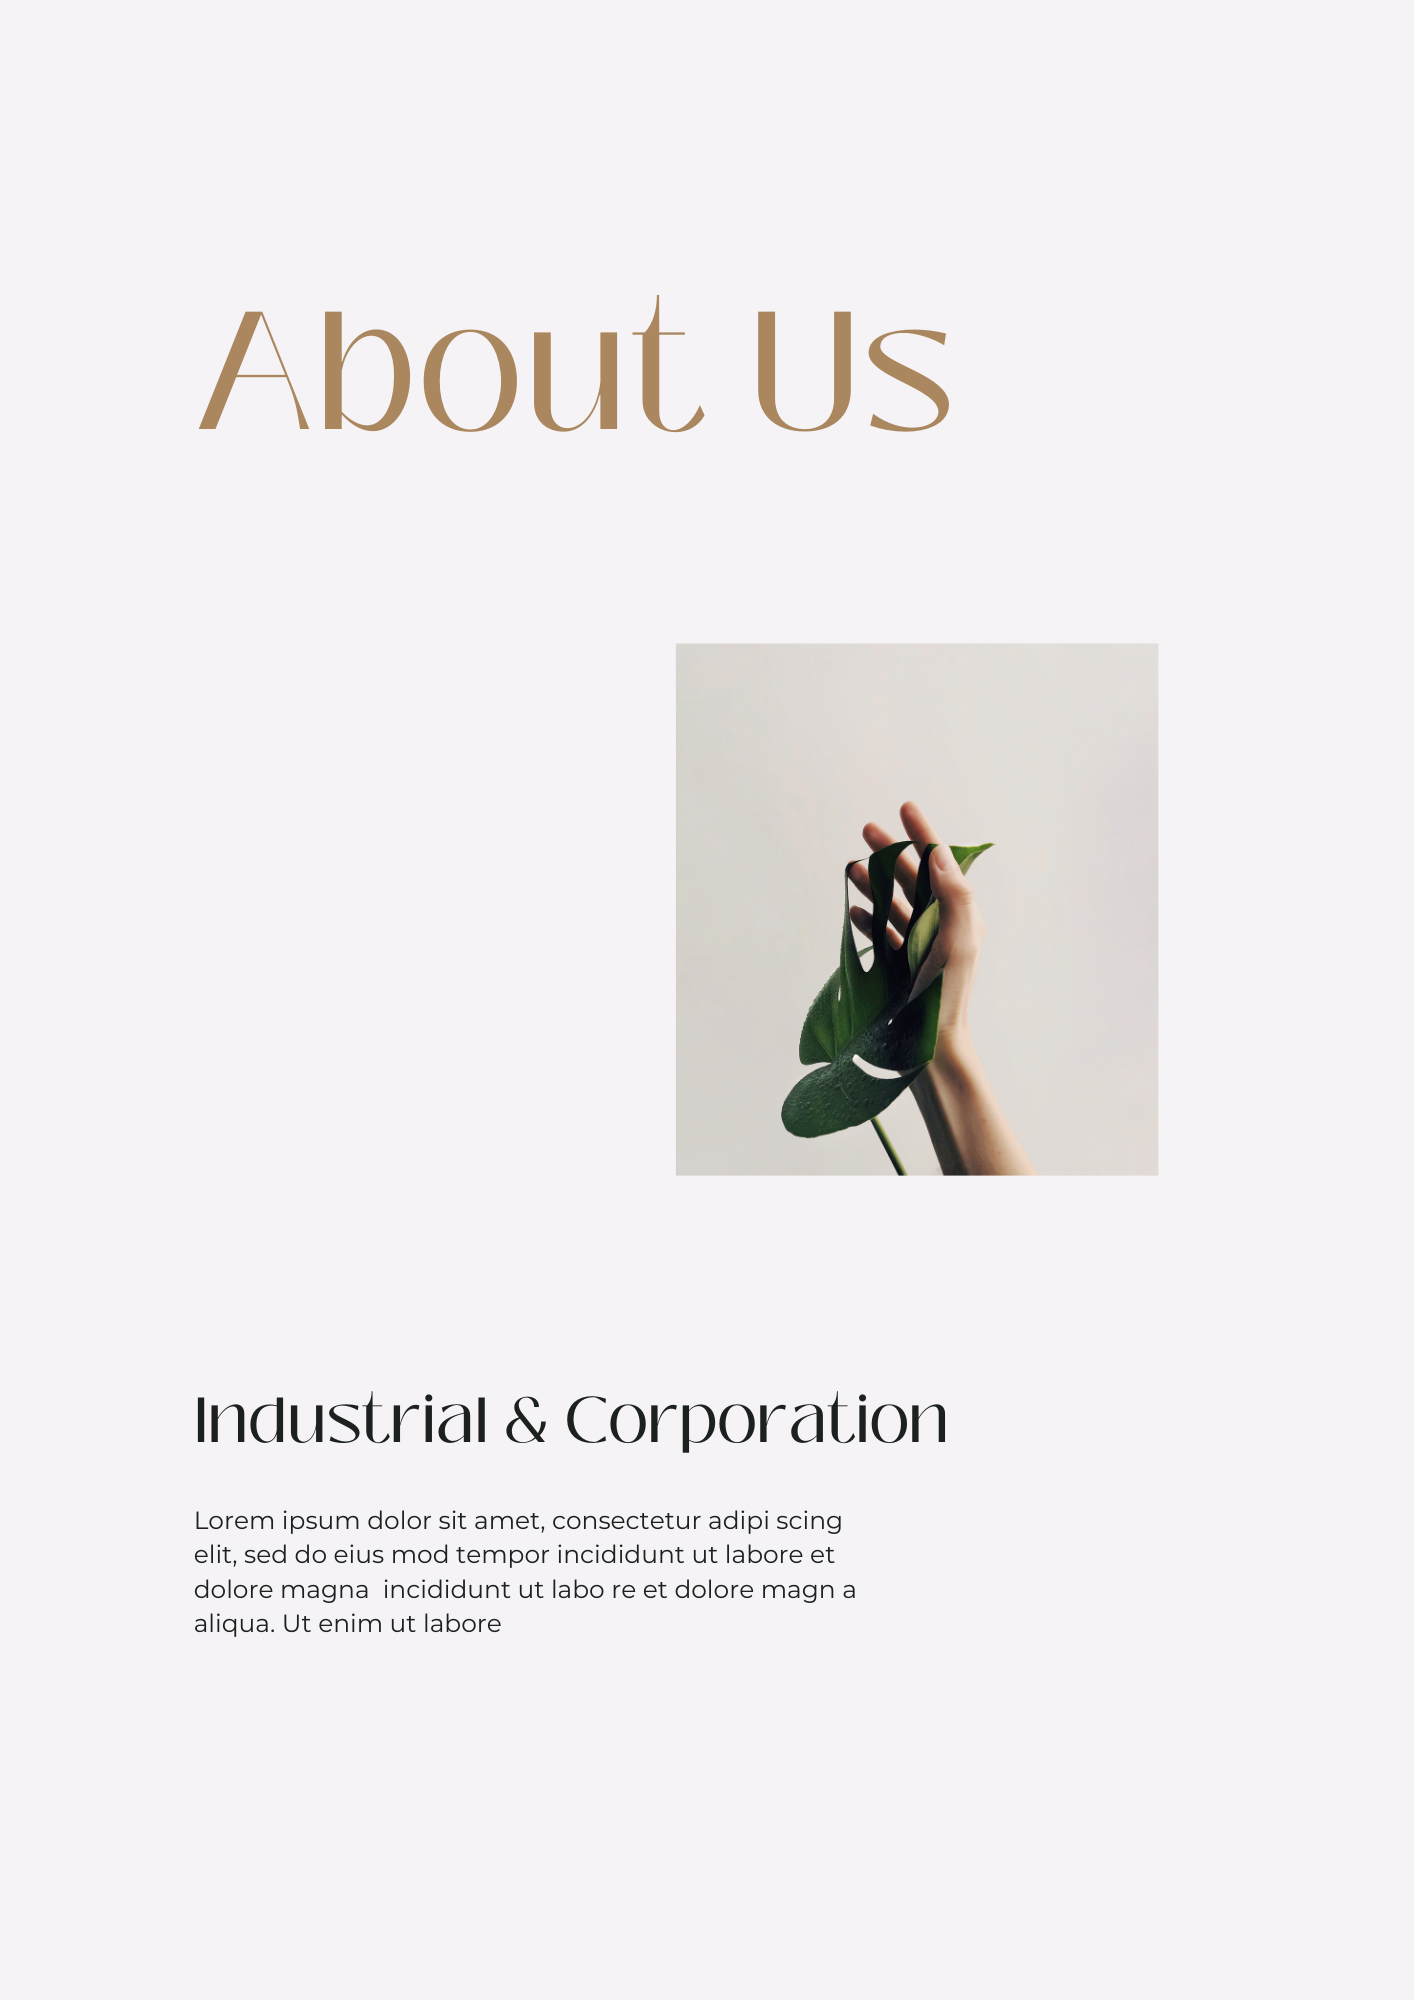 About Us
Industrial & Corporation
Lorem ipsum dolor sit amet, consectetur adipi scing
elit, sed do eius mod tempor incididunt ut labore et
dolore magna  incididunt ut labo re et dolore magn a
aliqua. Ut enim ut labore